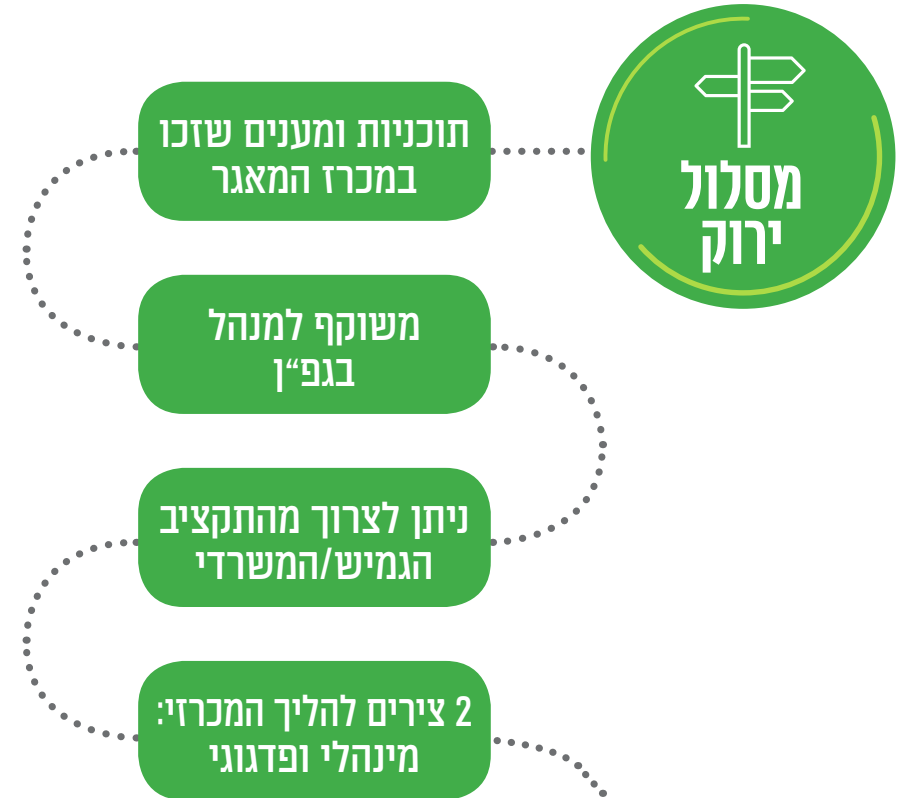 מסלול
ירוק
תוכניות ומענים שזכו
במכרז המאגר
משוקף למנהל
בגפ“ן
ניתן לצרוך מהתקציב
הגמיש/המשרדי
2 צירים להליך המכרזי:
מינהלי ופדגוגי